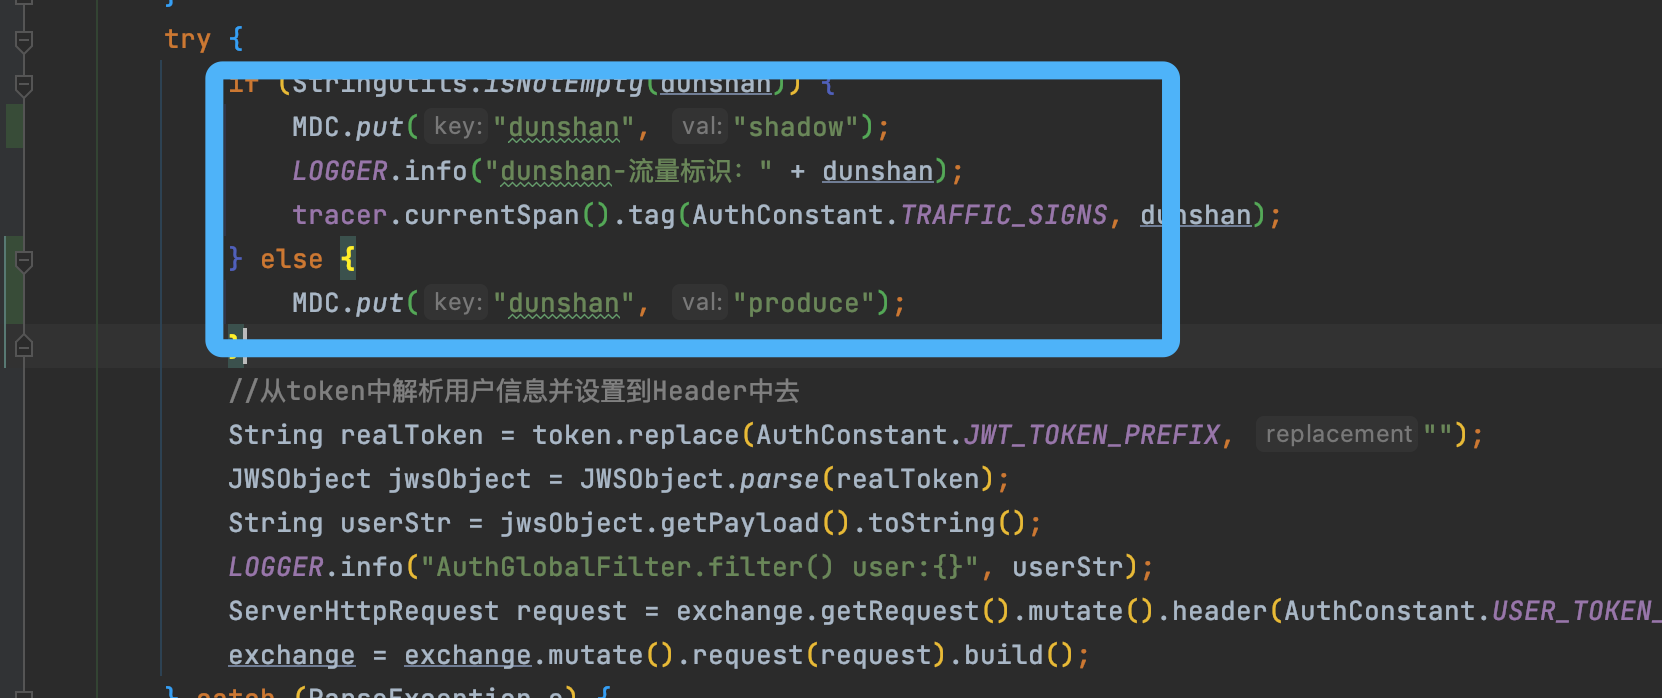 }
try {
if (StringUtils.isNotEmpty(dunshan)) {
MDC.put( key: "dunshan",  val: "shadow");
LOGGER.info("dunshan-流量标识：" + dunshan);
tracer.currentSpan().tag(AuthConstant.TRAFFIC_SIGNS, dunshan);
} else {
MDC.put( key: "dunshan",  val: "produce");
}
//从token中解析用户信息并设置到Header中去
String realToken = token.replace(AuthConstant.JWT_TOKEN_PREFIX,  replacement "");
JWSObject jwsObject = JWSObject.parse(realToken);
String userStr = jwsObject.getPayload().toString();
LOGGER.info("AuthGlobalFilter.filter() user:{}", userStr);
ServerHttpRequest request = exchange.getRequest().mutate().header(AuthConstant.USER_TOKEN_
exchange = exchange.mutate().request(request).build();
} catch (ParseException e) {